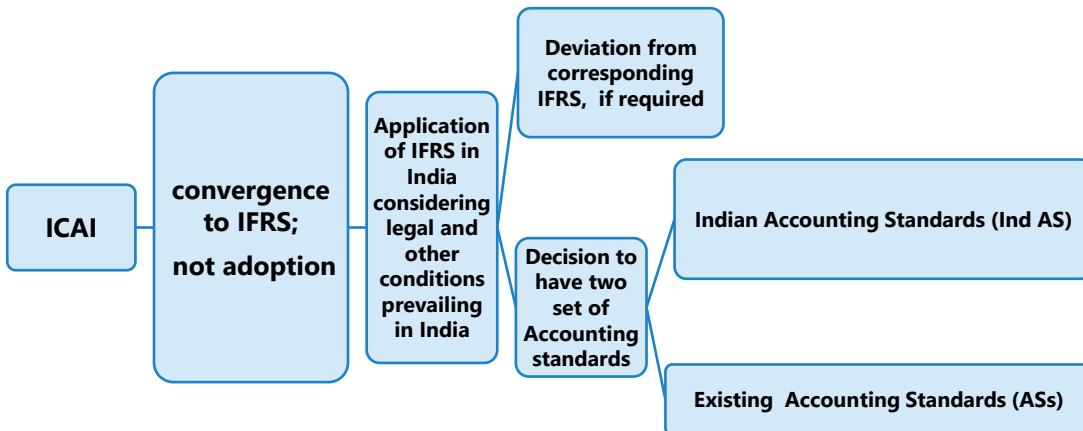 ICAI
convergence
to IFRS;
not adoption
Application
of IFRS in
India
considering
legal and
other
conditions
prevailing
in India
Deviation from
corresponding
IFRS, if required
Decision to
have two
set of
Accounting
standards
Indian Accounting Standards (Ind AS)
Existing Accounting Standards (ASs)